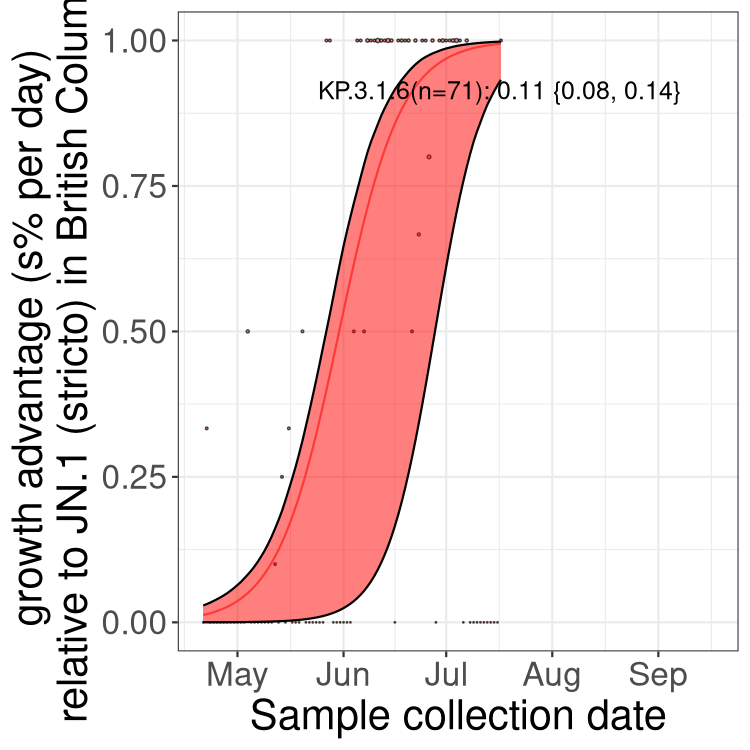 growth advantage (s% per day)
relative to JN.1 (stricto) in British Colum
1.00
0.75
0.50
0.25
0.00
KP.3.1.6(n=71): 0.11 {0.08, 0.14}
May Jun Jul Aug Sep
Sample collection date